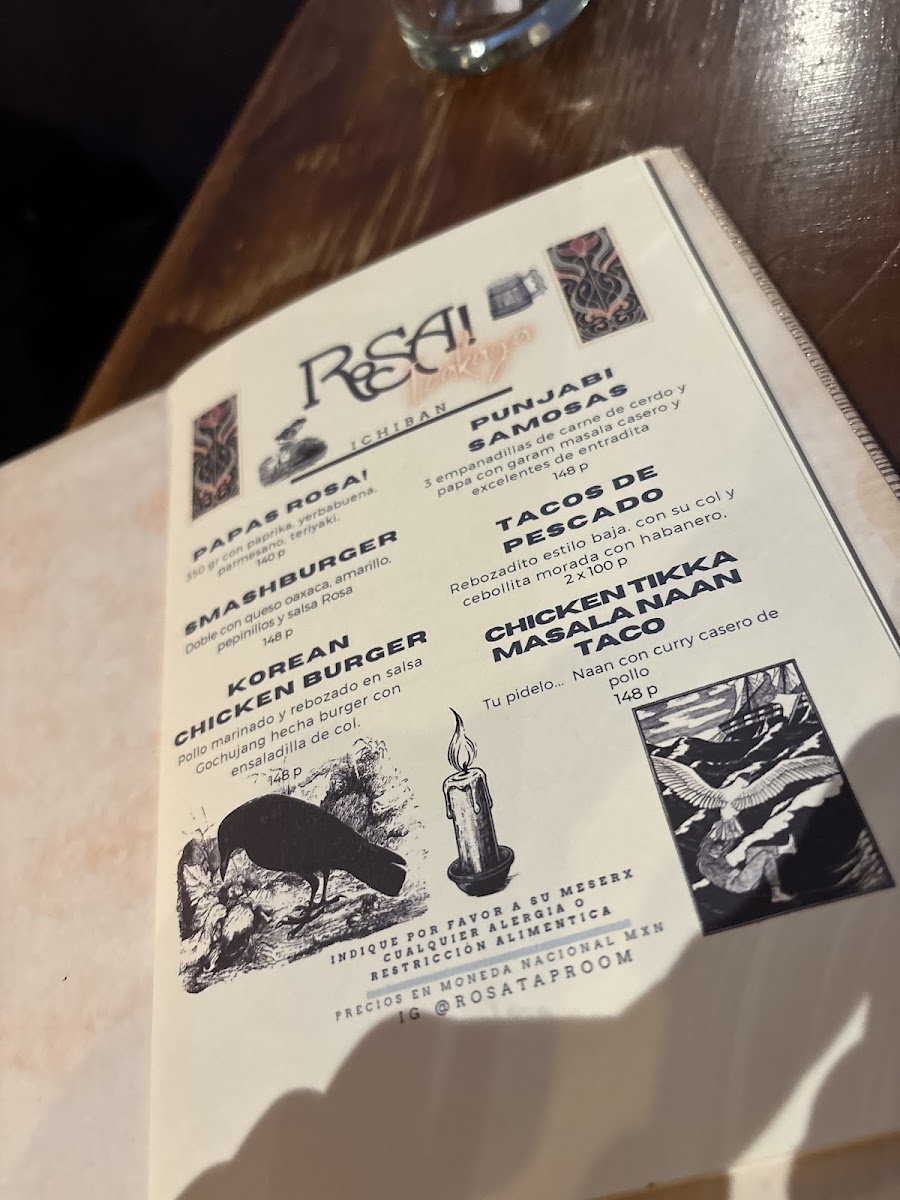 ROSA!
Izakaya
ICHIBAN
PAPAS ROSA!
350 gr con paprika, yerbabuena,
parmesano, teriyaki.
140 p
SMASHBURGER
Doble con queso oaxaca, amarillo,
pepinillos y salsa Rosa
148 p
KOREAN
CHICKEN BURGER
Pollo marinado y rebozado en salsa
Gochujang hecha burger con
ensaladilla de col.
148 p
PUNJABI
SAMOSAS
3 empanadillas de carne de cerdo y
papa con garam masala casero y
excelentes de entradita
148 p
TACOS DE
PESCADO
Rebozadito estilo baja, con su col y
cebollita morada con habanero.
2 x 100 p
CHICKEN TIKKA
MASALA NAAN
TACO
Tu pidelo... Naan con curry casero de
pollo
148 p
INDIQUE POR FAVOR A SU MESERX
CUALQUIER ALERGIA O
RESTRICCIÓN ALIMENTICA
PRECIOS EN MONEDA NACIONAL MXN
IG @ROSATAPROOM